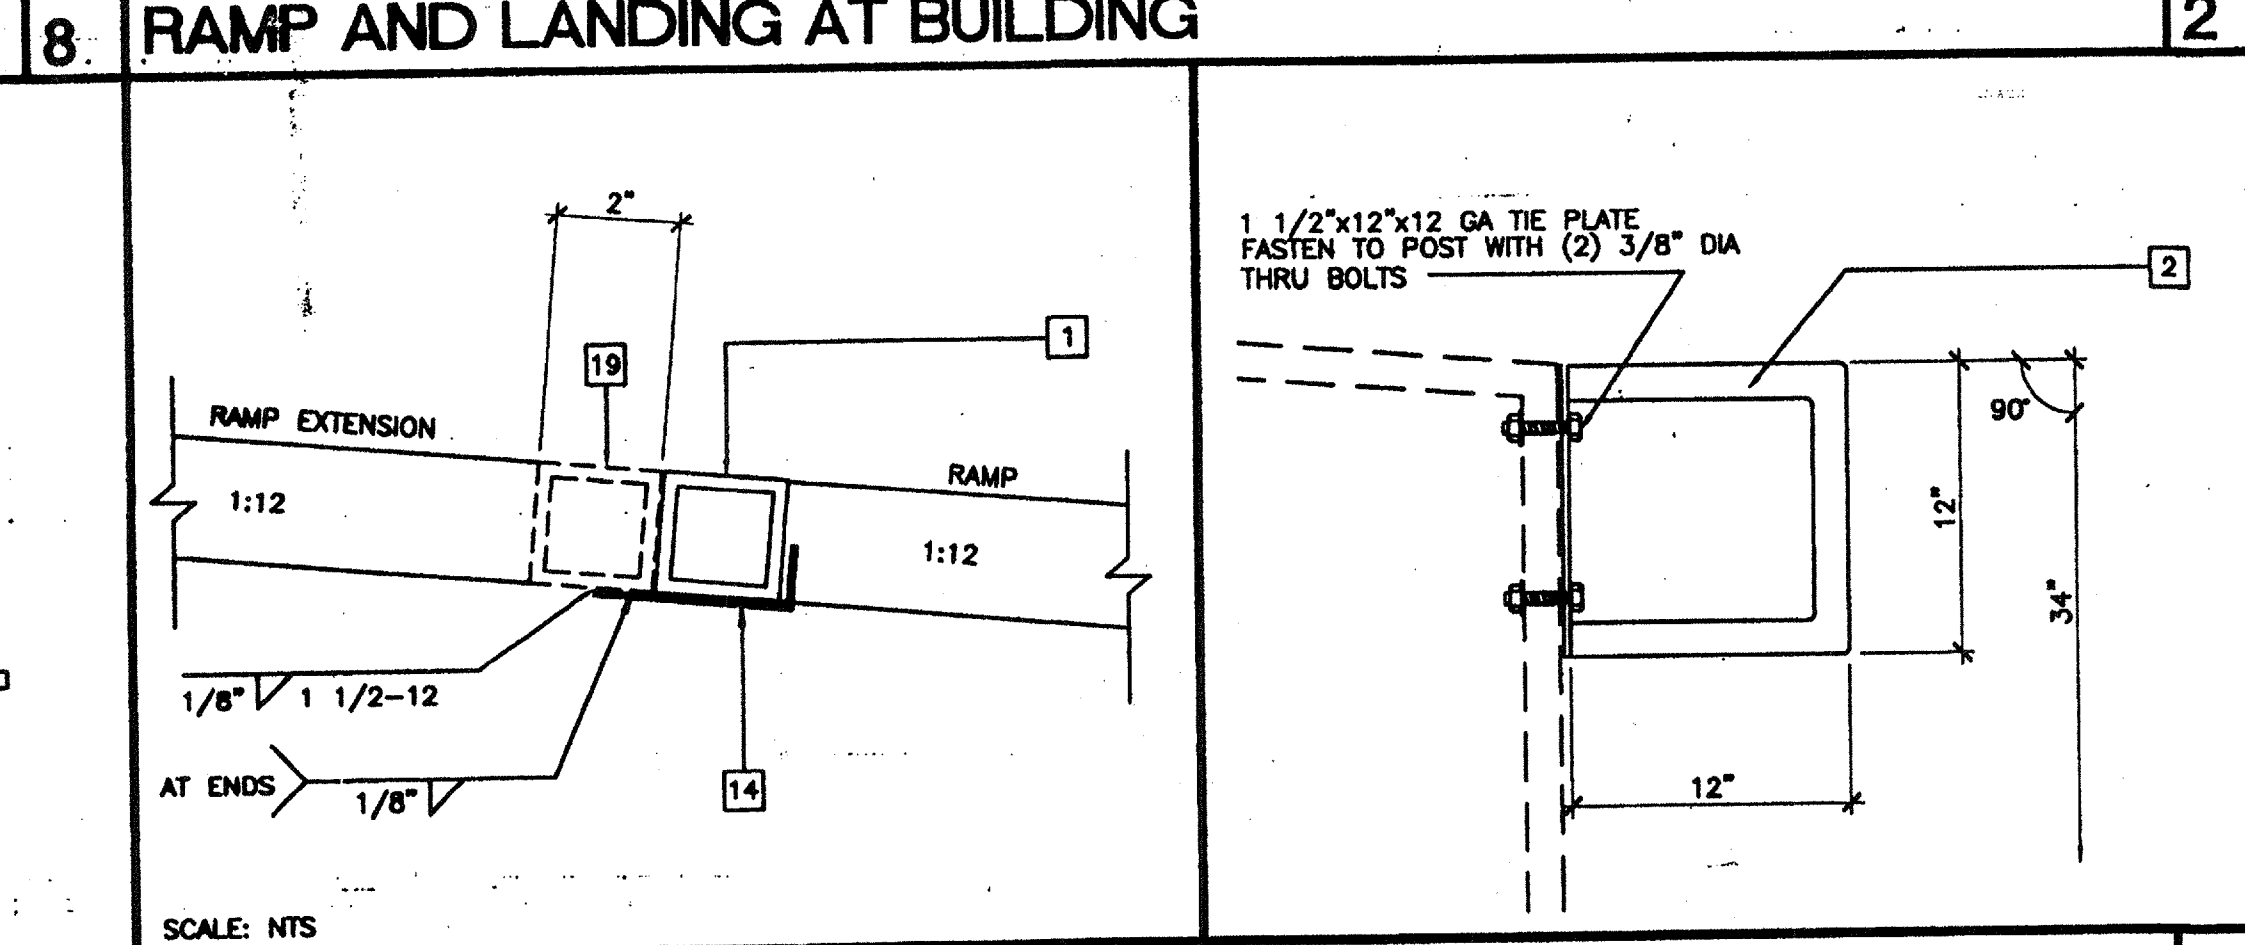 8
RAMP AND LANDING AT BUILDING
2
2"
19
1
RAMP EXTENSION
1:12
RAMP
1:12
1/8"
1 1/2-12
AT ENDS
1/8"
14
SCALE: NTS
1 1/2"x12"x12 GA TIE PLATE
FASTEN TO POST WITH (2) 3/8" DIA
THRU BOLTS
2
90°
12"
34"
12"